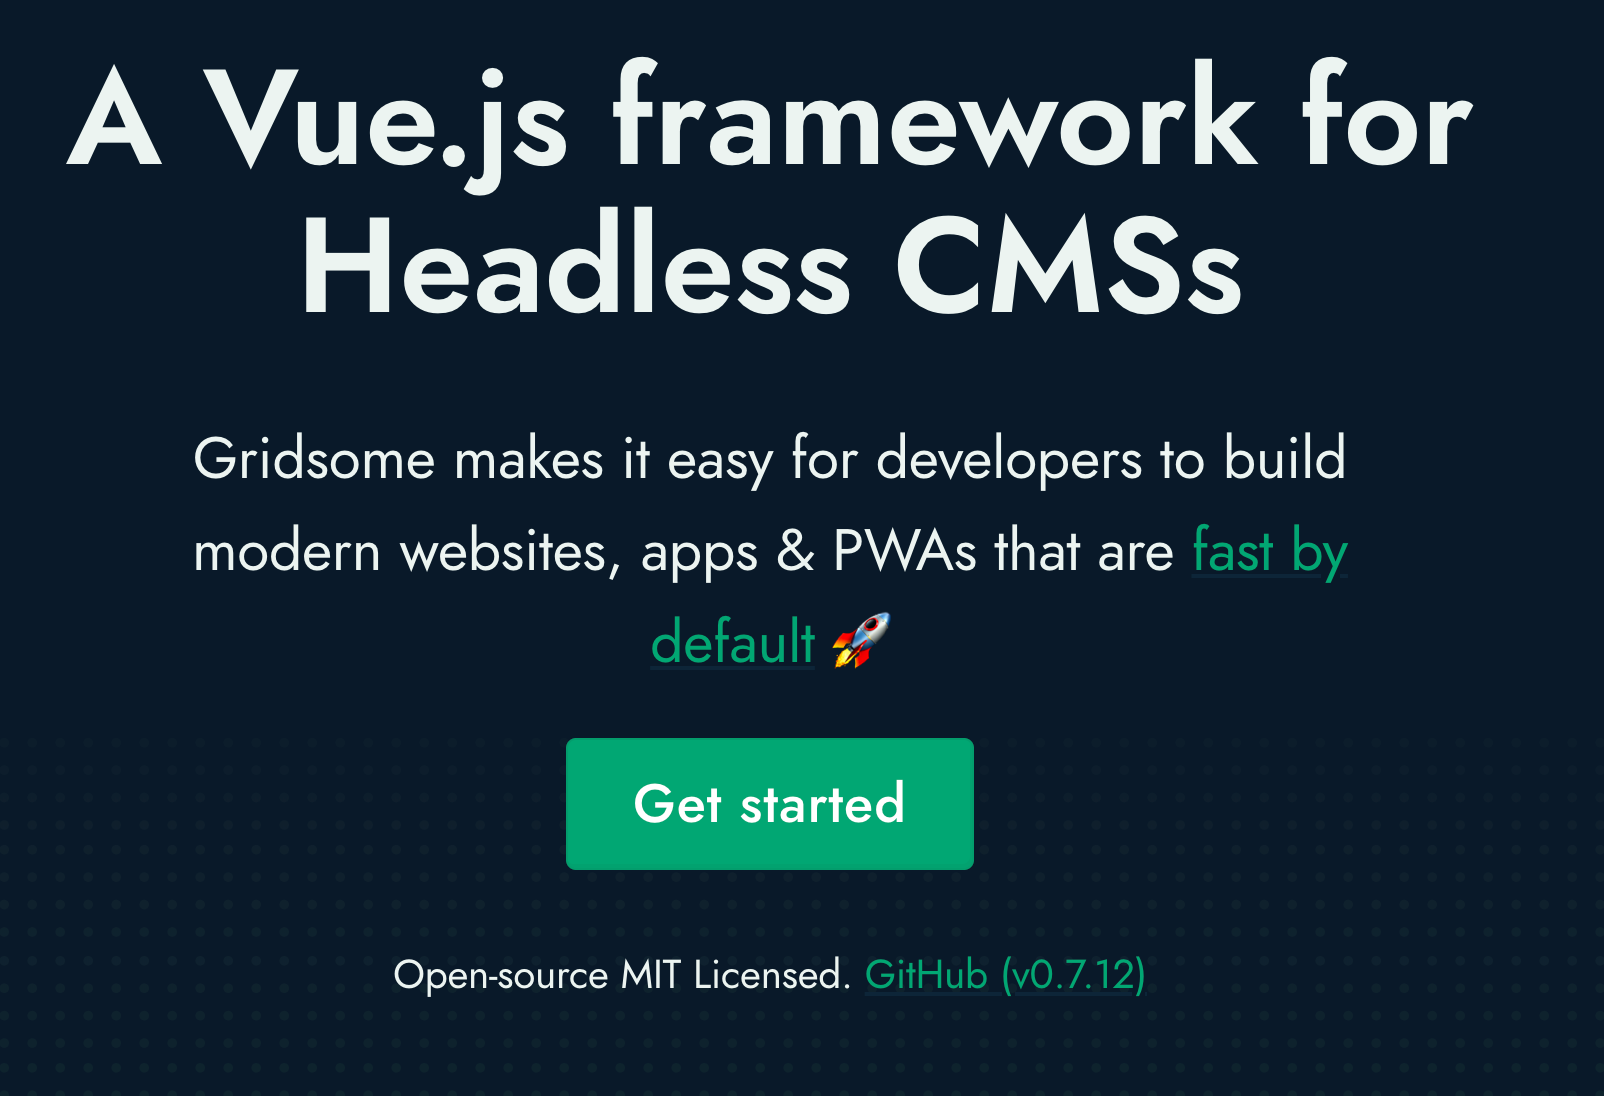 A Vue.js framework for
Headless CMSs
Gridsome makes it easy for developers to build
modern websites, apps & PWAs that are fast by
default 🚀
Get started
Open-source MIT Licensed. GitHub (v0.7.12)